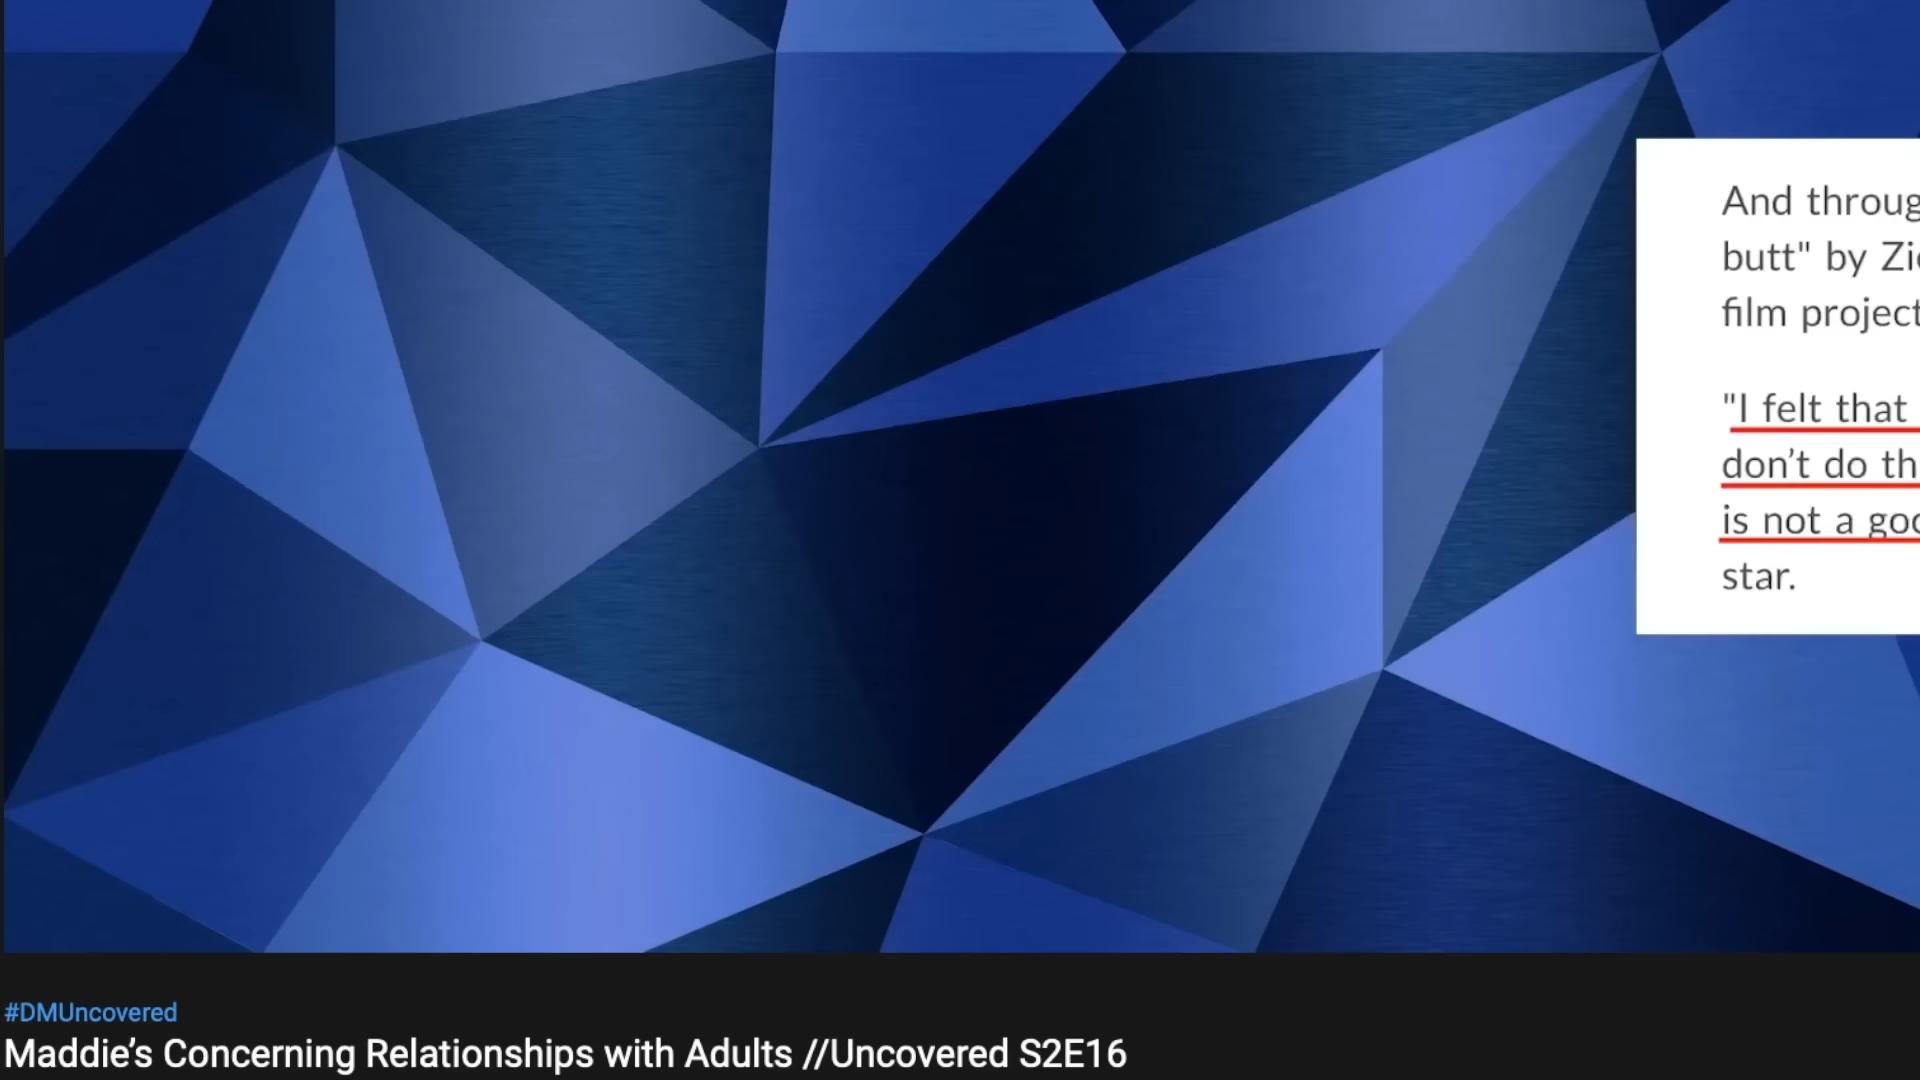 And throug
butt" by Zi
film project
"I felt that
don't do th
is not a goo
star.
#DMUncovered
Maddie's Concerning Relationships with Adults //Uncovered S2E16